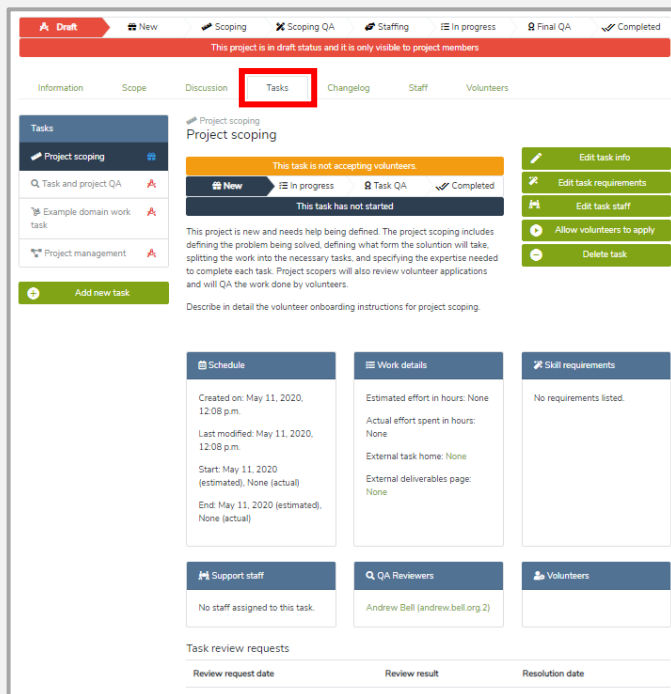 Draft New Scoping Scoping QA Staffing In progress Final QA Completed
This project is in draft status and it is only visible to project members
Information Scope Discussion Tasks Changelog Staff Volunteers
Tasks
Project scoping
Task and project QA
Example domain work
task
Project management
Add new task
Project scoping
Project scoping
This task is not accepting volunteers.
New In progress Task QA Completed
This task has not started
This project is new and needs help being defined. The project scoping includes
defining the problem being solved, defining what form the solution will take,
splitting the work into the necessary tasks, and specifying the expertise needed
to complete each task. Project scopers will also review volunteer applications
and will QA the work done by volunteers.
Describe in detail the volunteer onboarding instructions for project scoping.
Edit task info
Edit task requirements
Edit task staff
Allow volunteers to apply
Delete task
Schedule
Created on: May 11, 2020,
12:08 p.m.
Last modified: May 11, 2020,
12:08 p.m.
Start: May 11, 2020
(estimated), None (actual)
End: May 11, 2020 (estimated),
None (actual)
Work details
Estimated effort in hours: None
Actual effort spent in hours:
None
External task home: None
External deliverables page:
None
Skill requirements
No requirements listed.
Support staff
No staff assigned to this task.
QA Reviewers
Andrew Bell (andrew.bell.org.2)
Volunteers
Task review requests
Review request date Review result Resolution date